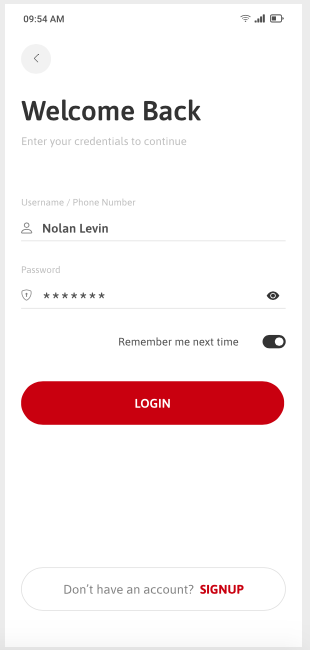 09:54 AM
Welcome Back
Enter your credentials to continue
Username / Phone Number
Nolan Levin
Password
*******
Remember me next time
LOGIN
Don't have an account? SIGNUP